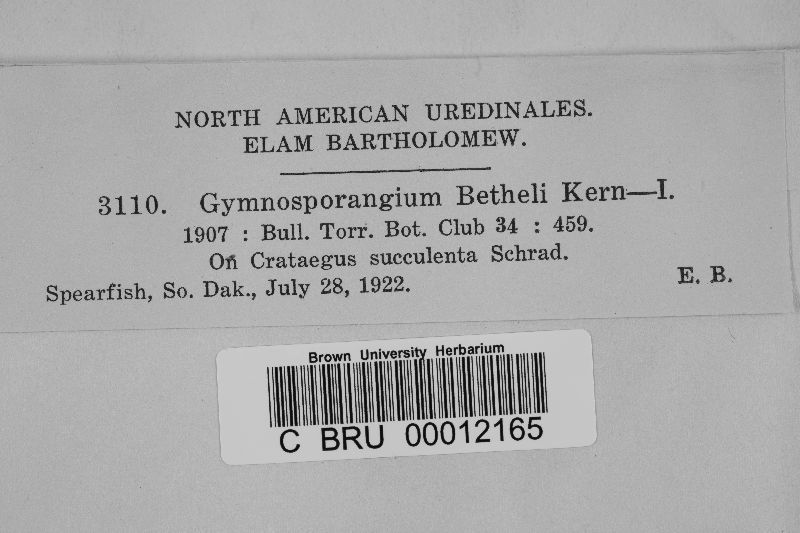 NORTH AMERICAN UREDINALES.
ELAM BARTHOLOMEW.
3110. Gymnosporangium Betheli Kern—I.
1907 : Bull. Torr. Bot. Club 34 : 459.
On Crataegus succulenta Schrad.
Spearfish, So. Dak., July 28, 1922. E. B.
Brown University Herbarium
C BRU 00012165